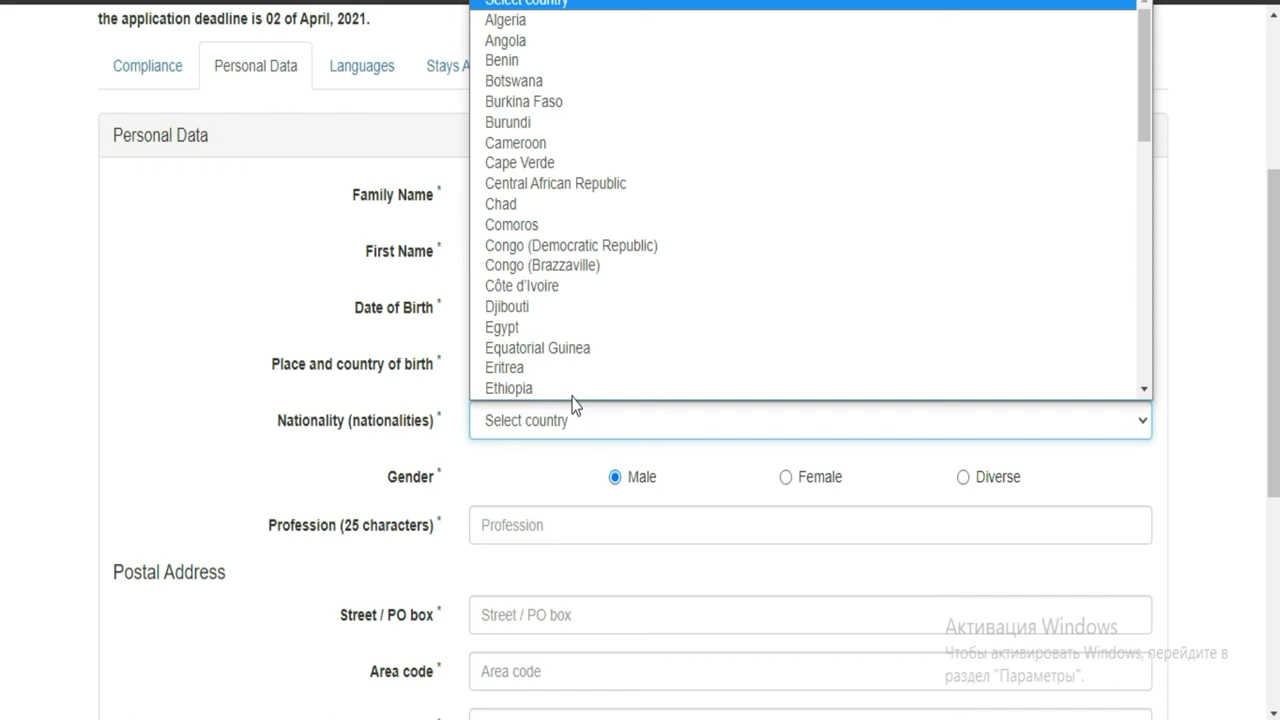 the application deadline is 02 of April, 2021.
Select country
Compliance Personal Data Languages Stays A
Algeria
Angola
Benin
Botswana
Burkina Faso
Burundi
Cameroon
Cape Verde
Central African Republic
Chad
Comoros
Congo (Democratic Republic)
Congo (Brazzaville)
Côte d'Ivoire
Djibouti
Egypt
Equatorial Guinea
Eritrea
Ethiopia
Personal Data
Family Name *
First Name *
Date of Birth *
Place and country of birth *
Nationality (nationalities) * Select country
Gender * Male Female Diverse
Profession (25 characters) * Profession
Postal Address
Street / PO box * Street / PO box
Area code * Area code
*
Активация Windows
Чтобы активировать Windows, перейдите в
раздел "Параметры".